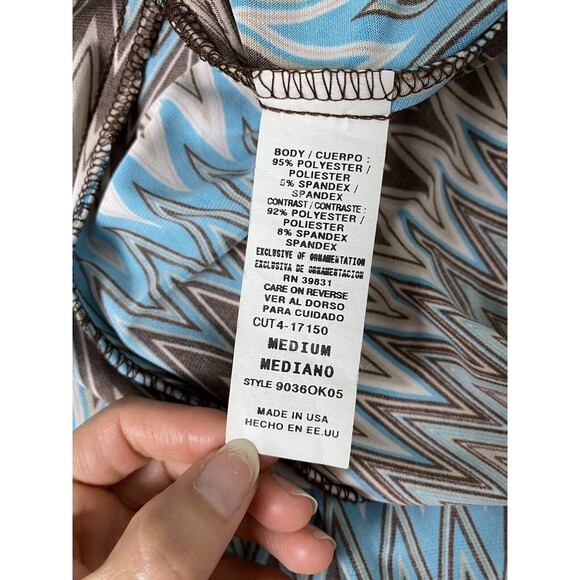 BODY / CUERPO :
95% POLYESTER /
POLIESTER
5% SPANDEX /
SPANDEX
CONTRAST / CONTRASTE :
92% POLYESTER /
POLIESTER
8% SPANDEX
SPANDEX
EXCLUSIVE OF ORNAMENTATION
EXCLUSIVA DE ORNAMENTACION
RN 39831
CARE ON REVERSE
VER AL DORSO
PARA CUIDADO
CUT4-17150
MEDIUM
MEDIANO
STYLE 9036OK05
MADE IN USA
HECHO EN EE.UU